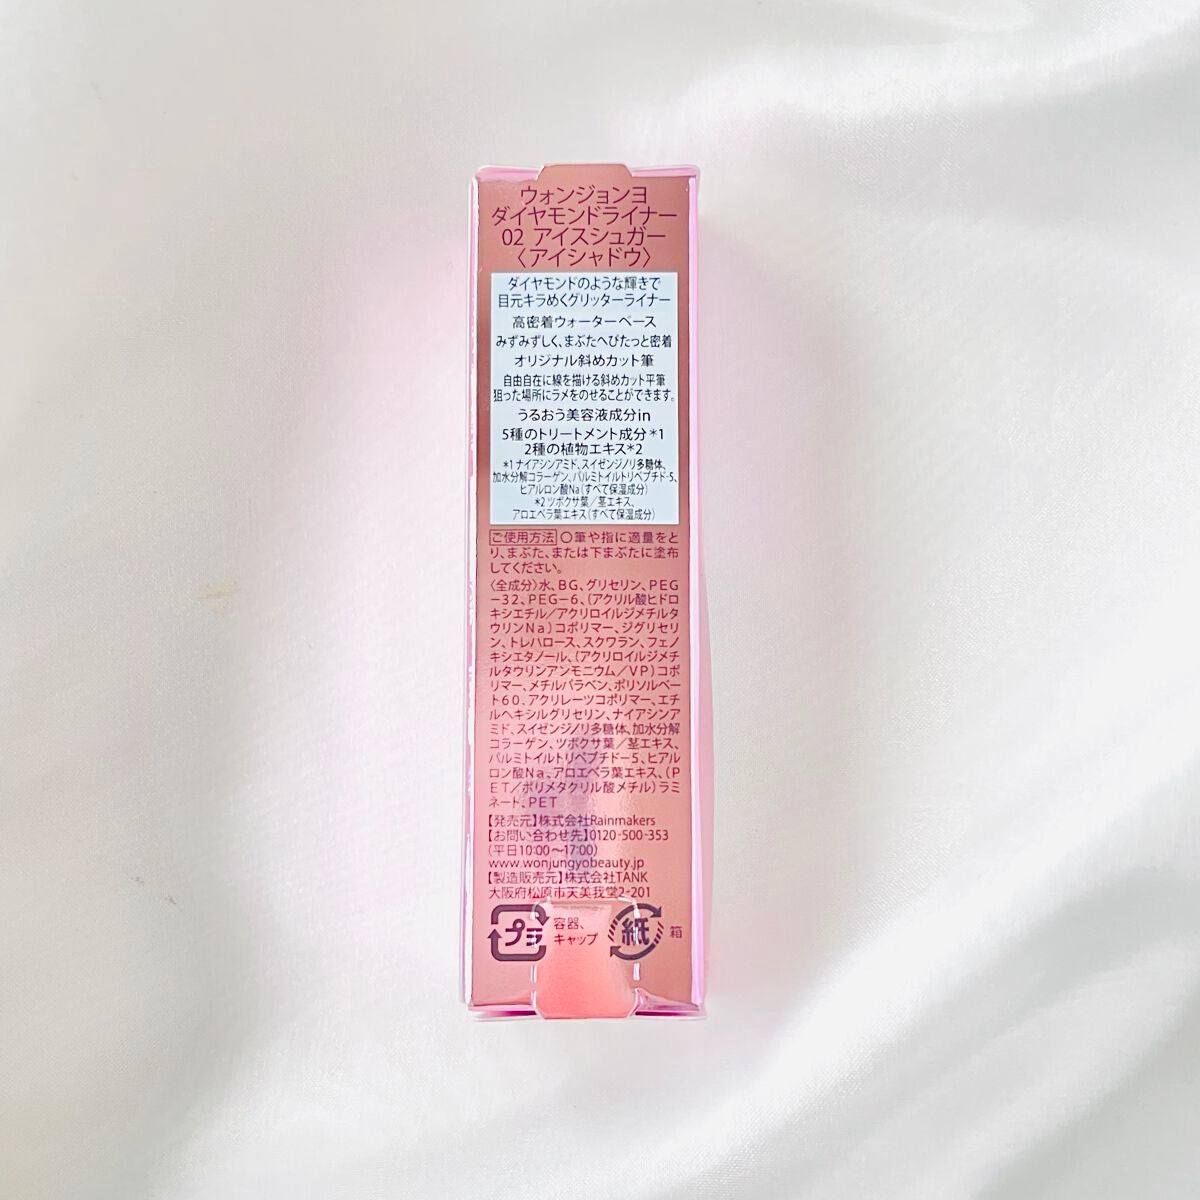 ウォンジョンヨ
ダイヤモンドライナー
02 アイスシュガー
〈アイシャドウ〉
ダイヤモンドのような輝きで
目元キラめくグリッターライナー
高密着ウォーターベース
みずみずしく、まぶたへぴたっと密着
オリジナル斜めカット筆
自由自在に線を描ける斜めカット平筆
狙った場所にラメをのせることができます。
うるおう美容液成分in
5種のトリートメント成分*1
2種の植物エキス*2
*1 ナイアシンアミド、スイゼンジノリ多糖体、
加水分解コラーゲン、パルミトイルトリペプチド-5、
ヒアルロン酸Na(すべて保湿成分)
*2 ツボクサ葉/茎エキス、
アロエベラ葉エキス(すべて保湿成分)
ご使用方法 ○筆や指に適量をと
り、まぶた、または下まぶたに塗布
してください。
〈全成分〉水、BG、グリセリン、PEG
-32、PEG-6、(アクリル酸ヒドロ
キシエチル/アクリロイルジメチルタ
ウリンNa)コポリマー、ジグリセリ
ン、トレハロース、スクワラン、フェノ
キシエタノール、(アクリロイルジメチ
ルタウリンアンモニウム/VP)コポ
リマー、メチルパラベン、ポリソルベー
ト60、アクリレーツコポリマー、エチ
ルヘキシルグリセリン、ナイアシンア
ミド、スイゼンジノリ多糖体、加水分解
コラーゲン、ツボクサ葉/茎エキス、
パルミトイルトリペプチド-5、ヒアル
ロン酸Na、アロエベラ葉エキス、(P
ET/ポリメタクリル酸メチル)ラミ
ネート、PET
【発売元】株式会社Rainmakers
【お問い合わせ先】0120-500-353
(平日10:00〜17:00)
www.wonjungyobeauty.jp
【製造販売元】株式会社TANK
大阪府松原市天美我堂2-201
プラ 容器、
キャップ
紙 箱